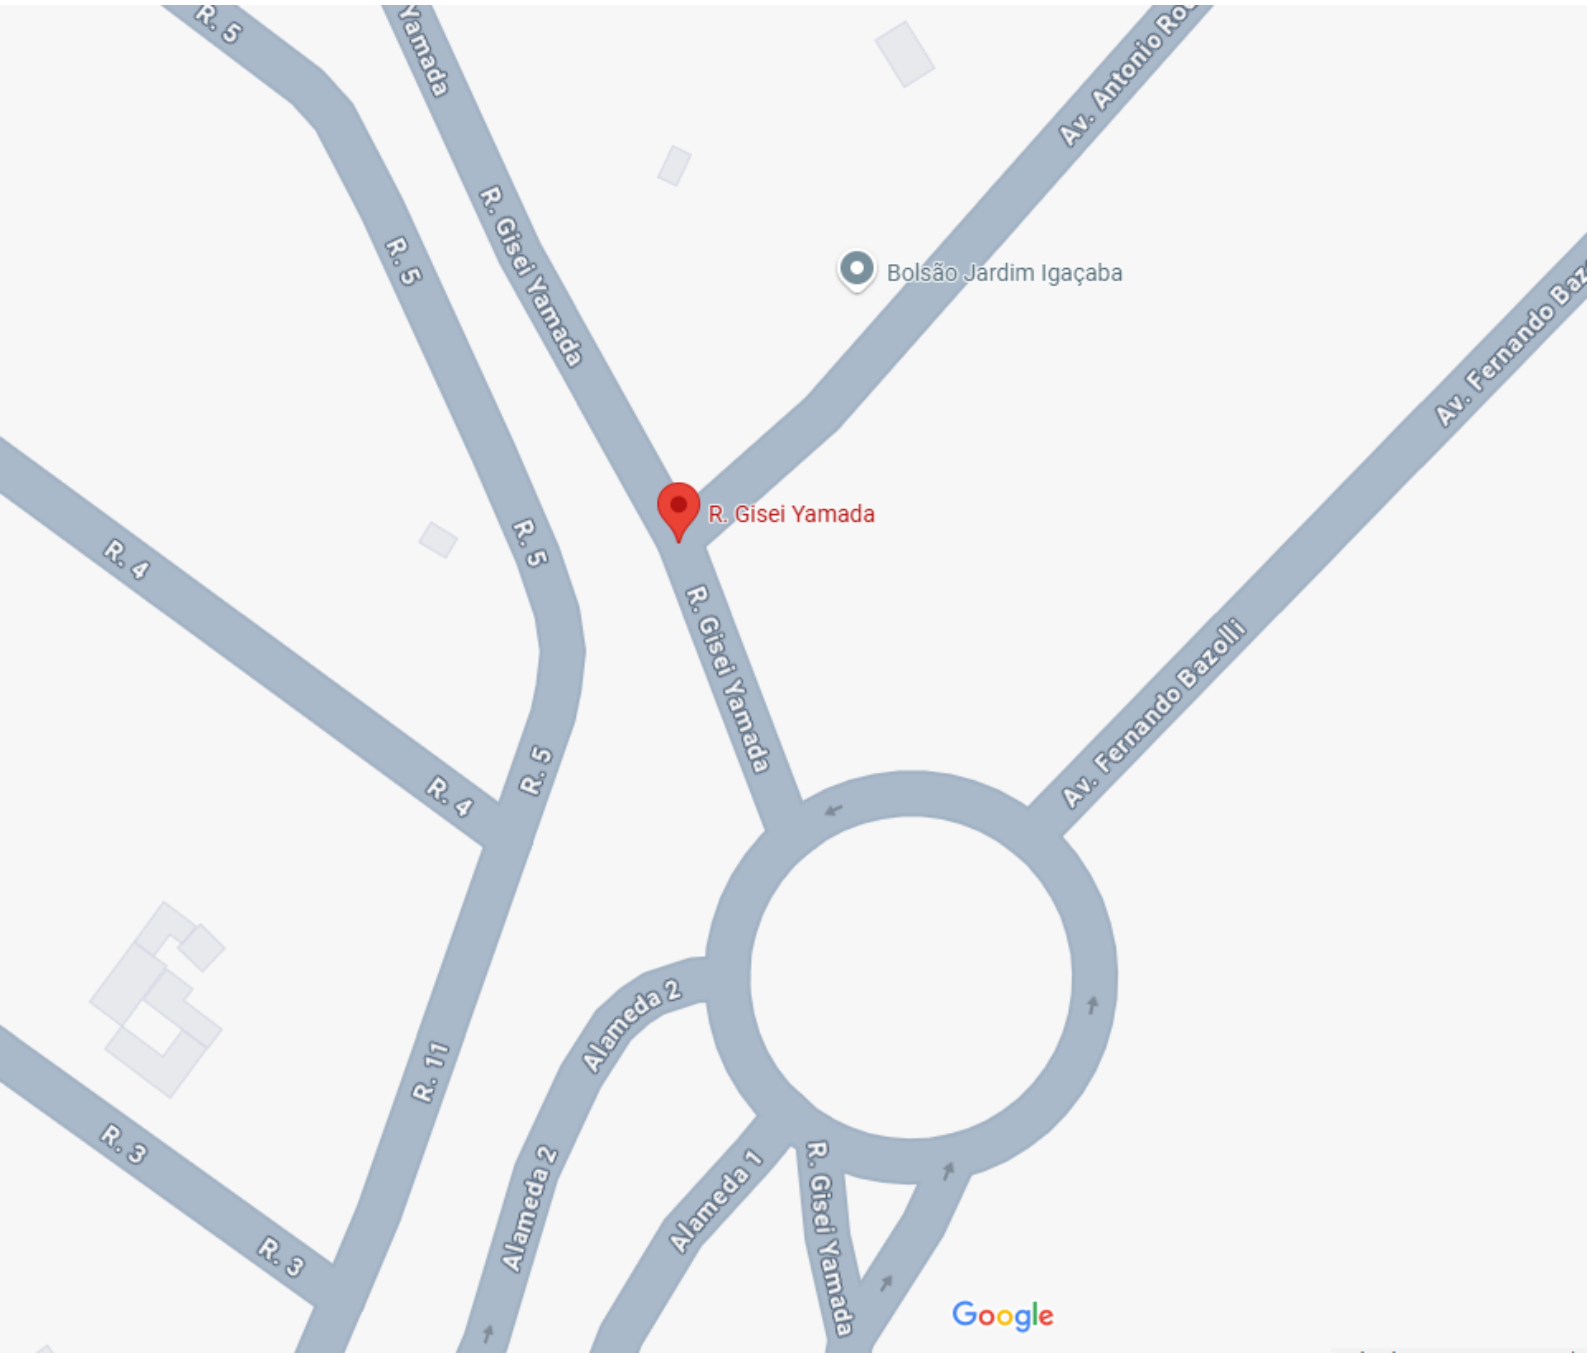 R. 5
Yamada
Av. Antonio Ro
R. Gisei Yamada
R. 5
Bolsão Jardim Igaçaba
Av. Fernando Baz
R. Gisei Yamada
R. 5
R. 4
R. Gisei Yamada
Av. Fernando Bazolli
R. 5
R. 4
Alameda 2
R. 11
R. 3
Alameda 1
R. Gisei Yamada
Alameda 2
R. 3
Google